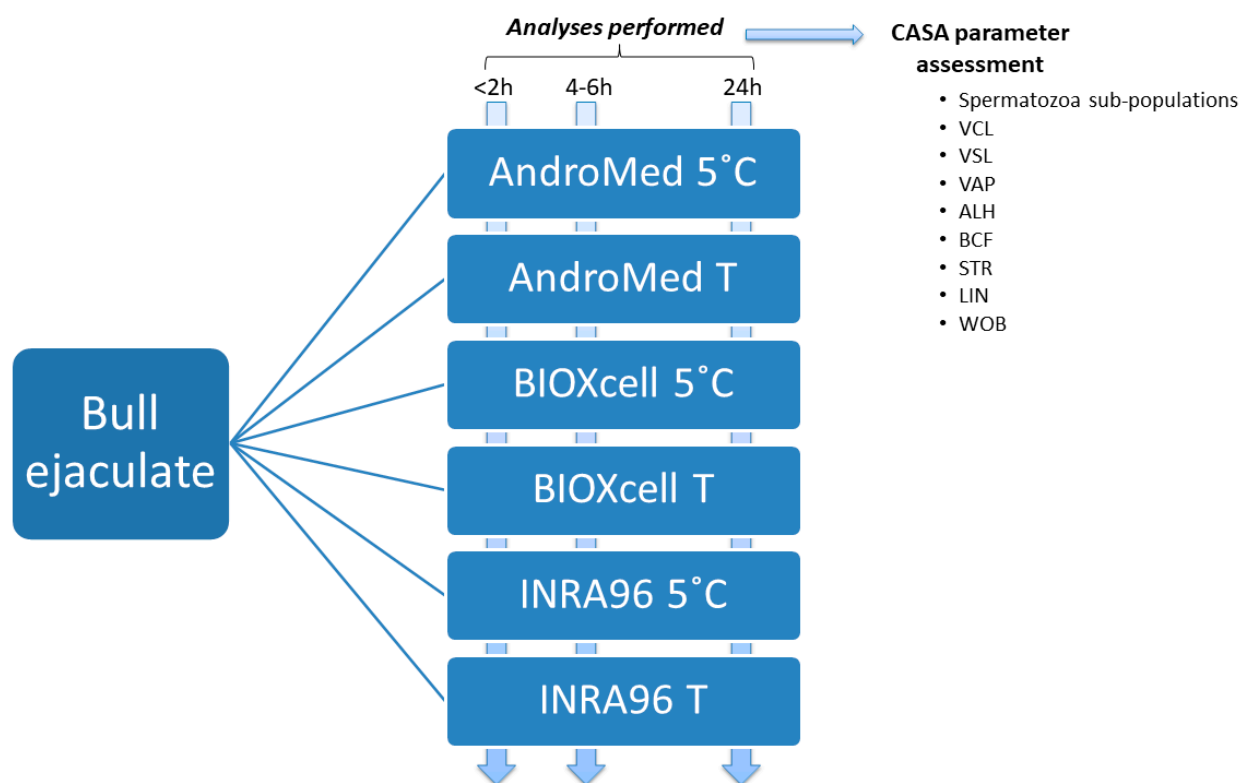 Analyses performed
CASA parameter
assessment
<2h 4-6h 24h
• Spermatozoa sub-populations
• VCL
• VSL
• VAP
• ALH
• BCF
• STR
• LIN
• WOB
Bull
ejaculate
AndroMed 5˚C
AndroMed T
BIOXcell 5˚C
BIOXcell T
INRA96 5˚C
INRA96 T